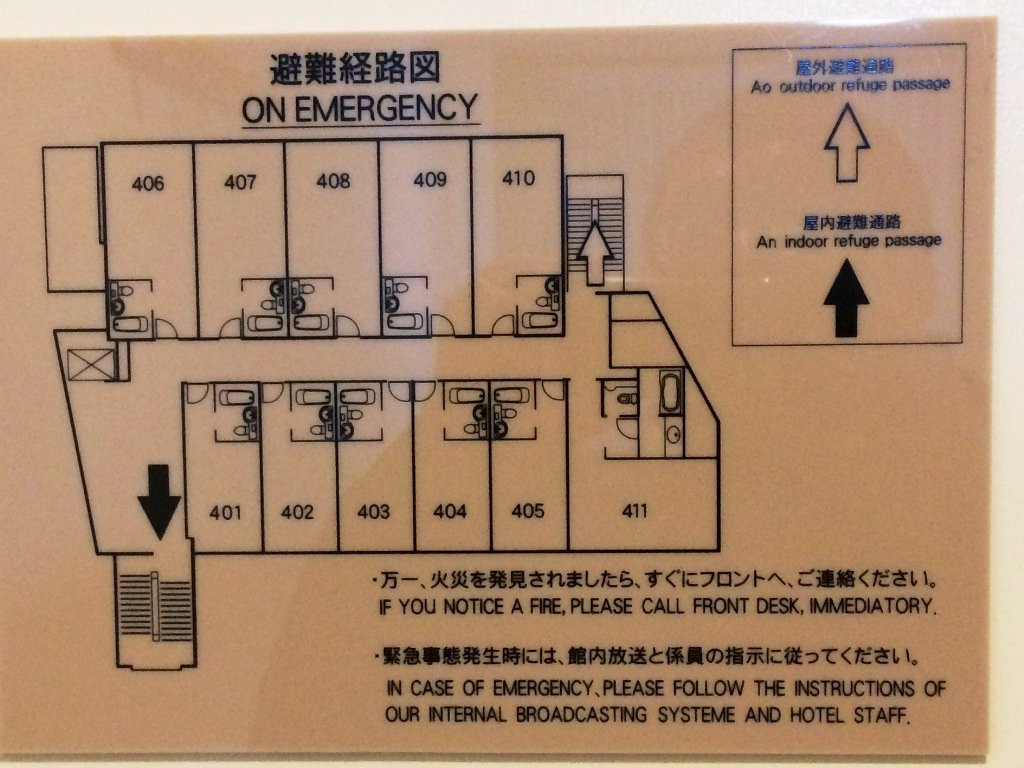 避難経路図
ON EMERGENCY
屋外避難通路
Ao outdoor refuge passage
屋内避難通路
An indoor refuge passage
406 407 408 409 410
401 402 403 404 405 411
・万一、火災を発見されましたら、すぐにフロントへ、ご連絡ください。
IF YOU NOTICE A FIRE, PLEASE CALL FRONT DESK, IMMEDIATORY.
・緊急事態発生時には、館内放送と係員の指示に従ってください。
IN CASE OF EMERGENCY, PLEASE FOLLOW THE INSTRUCTIONS OF
OUR INTERNAL BROADCASTING SYSTEME AND HOTEL STAFF.